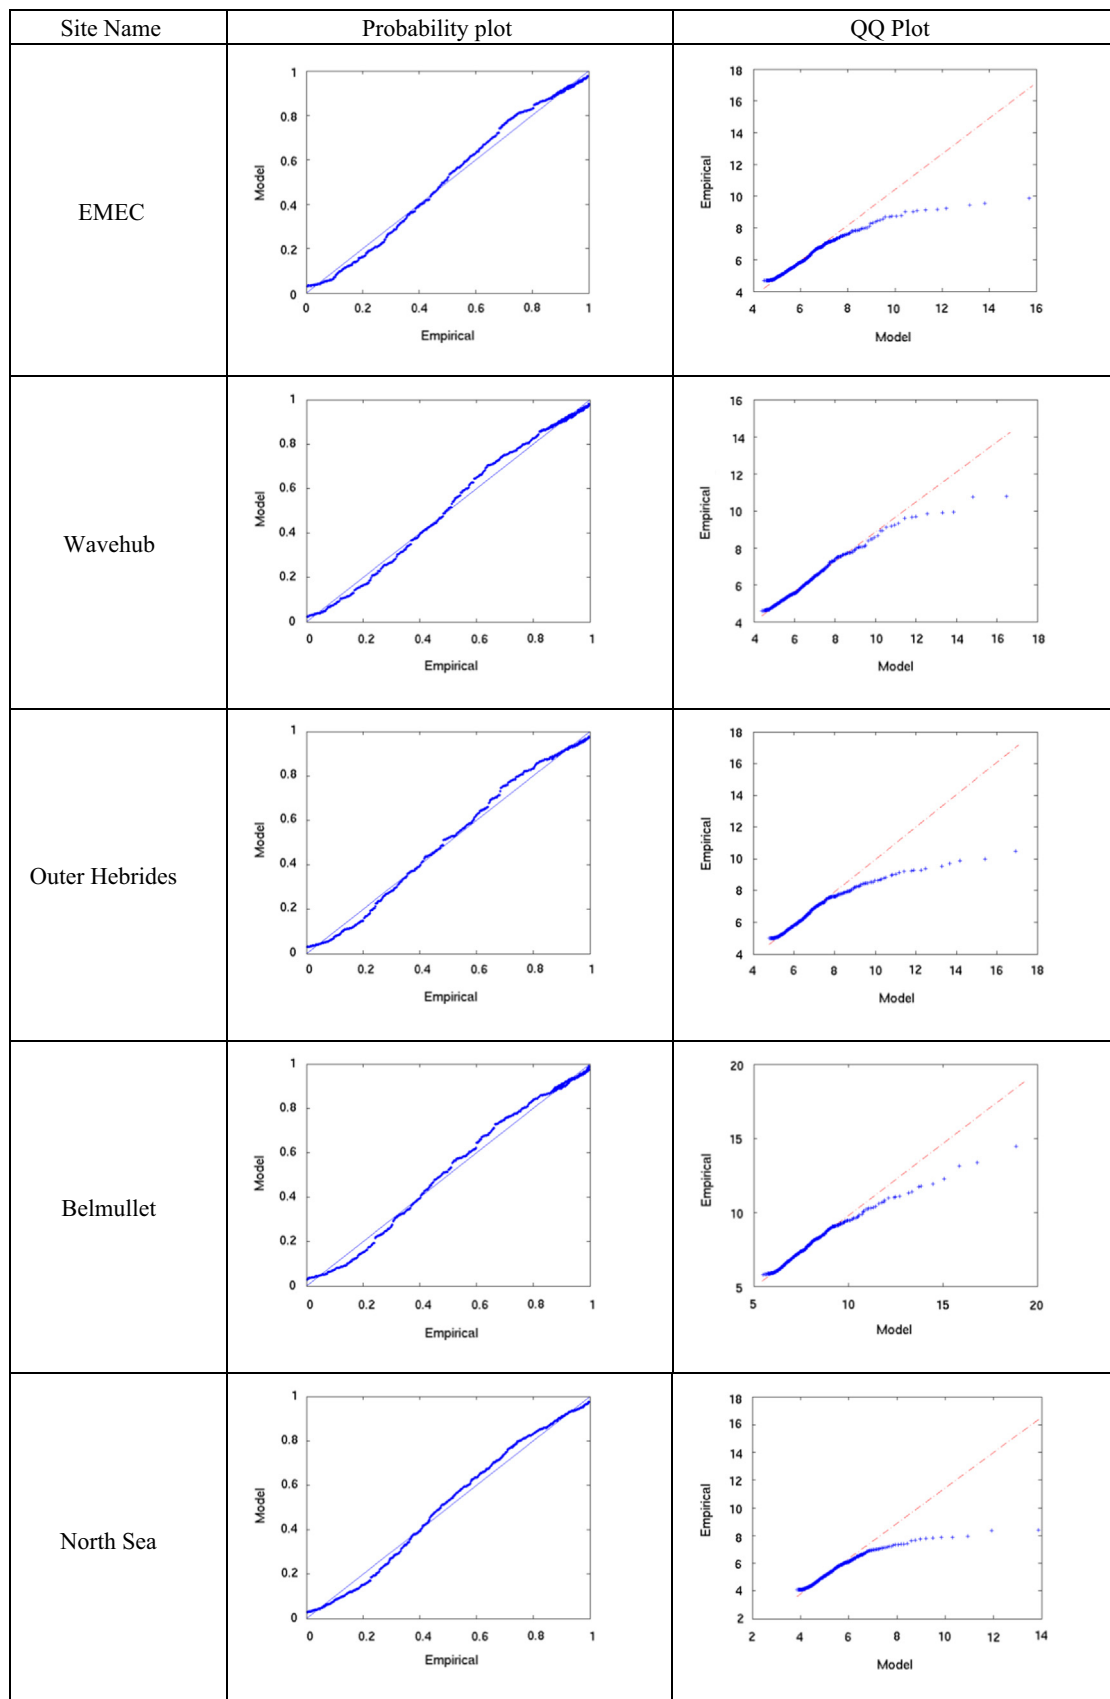 Site Name Probability plot QQ Plot
EMEC
1
0.8
0.6
0.4
0.2
0
Model
0 0.2 0.4 0.6 0.8 1
Empirical
18
16
14
12
10
8
6
4
Empirical
4 6 8 10 12 14 16
Model
Wavehub
1
0.8
0.6
0.4
0.2
0
Model
0 0.2 0.4 0.6 0.8 1
Empirical
16
14
12
10
8
6
4
Empirical
4 6 8 10 12 14 16 18
Model
Outer Hebrides
1
0.8
0.6
0.4
0.2
0
Model
0 0.2 0.4 0.6 0.8 1
Empirical
18
16
14
12
10
8
6
4
Empirical
4 6 8 10 12 14 16 18
Model
Belmullet
1
0.8
0.6
0.4
0.2
0
Model
0 0.2 0.4 0.6 0.8 1
Empirical
20
15
10
5
Empirical
5 10 15 20
Model
North Sea
1
0.8
0.6
0.4
0.2
0
Model
0 0.2 0.4 0.6 0.8 1
Empirical
18
16
14
12
10
8
6
4
2
Empirical
2 4 6 8 10 12 14
Model